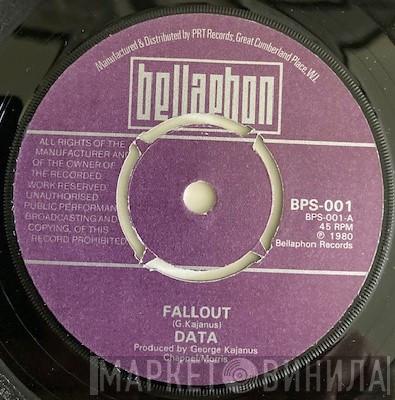 Manufactured & Distributed by PRT Records, Great Cumberland Place, W.1.
bellaphon
ALL RIGHTS OF THE
MANUFACTURER AND
OF THE OWNER OF
THE RECORDED
WORK RESERVED.
UNAUTHORISED
PUBLIC PERFORMAN
BROADCASTING AND
COPYING, OF THIS
RECORD PROHIBITED
BPS-001
BPS-001-A
45 RPM
℗ 1980
Bellaphon Records
FALLOUT
(G.Kajanus)
DATA
Produced by George Kajanus
Chappel/Morris
МАРКЕТ ВИНИЛА